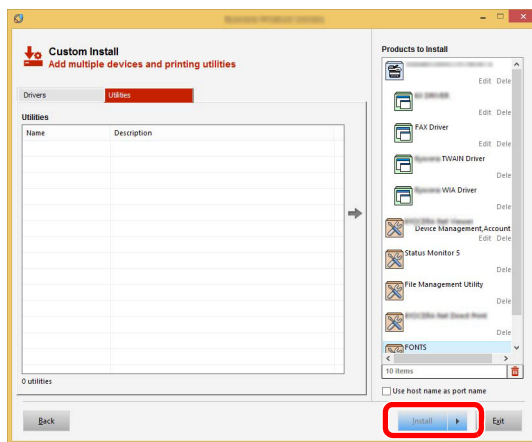 Custom Install
Add multiple devices and printing utilities
Drivers
Utilities
Utilities
Name
Description
0 utilities
Products to Install
Edit Dele
Edit Dele
FAX Driver
Edit Dele
TWAIN Driver
Dele
WIA Driver
Dele
Device Management,Account
Edit Dele
Status Monitor 5
Dele
File Management Utility
Dele
Dele
FONTS
10 items
Use host name as port name
Back
Install
Exit